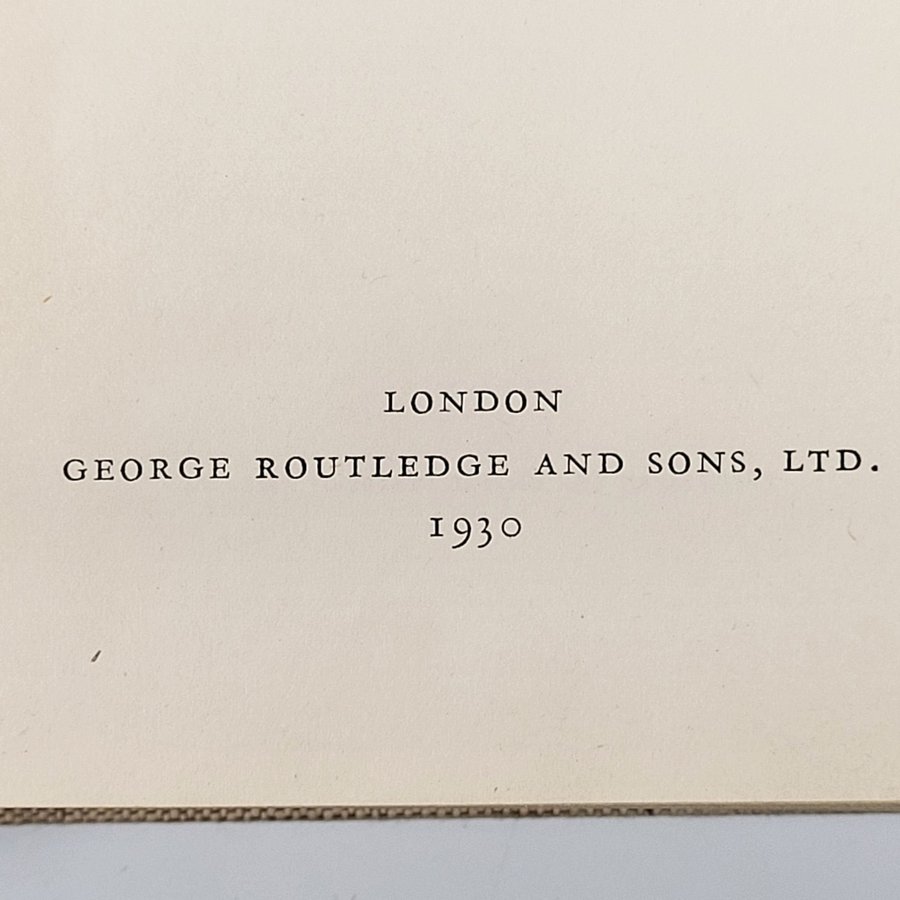 LONDON
GEORGE ROUTLEDGE AND SONS, LTD.
1930